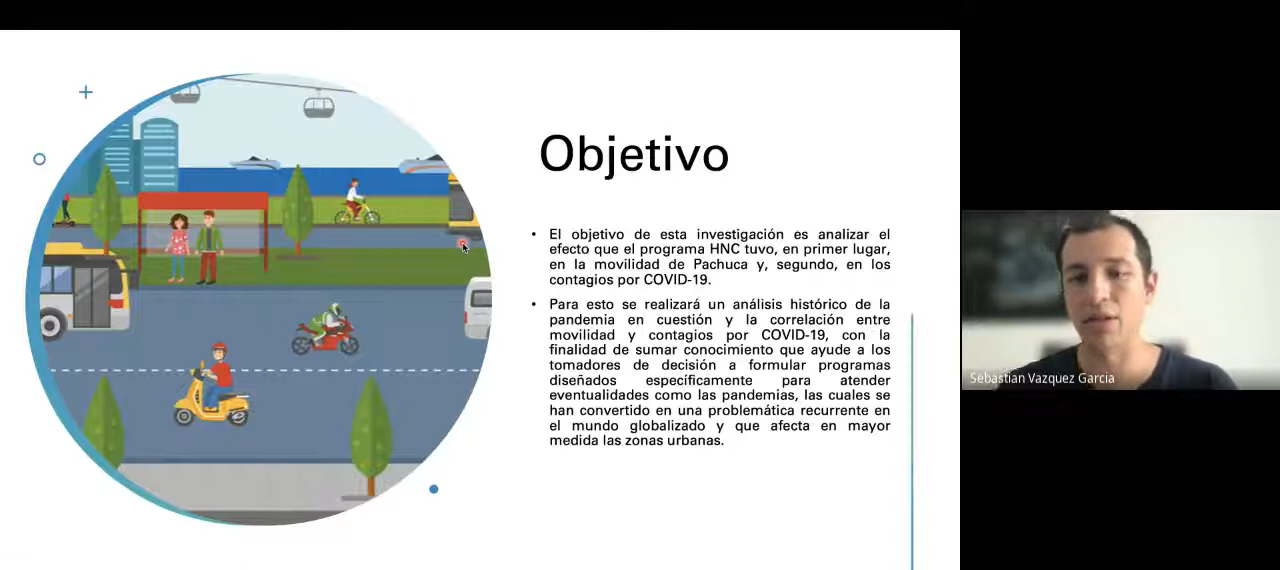 Objetivo
• El objetivo de esta investigación es analizar el
efecto que el programa HNC tuvo, en primer lugar,
en la movilidad de Pachuca y, segundo, en los
contagios por COVID-19.
• Para esto se realizará un análisis histórico de la
pandemia en cuestión y la correlación entre
movilidad y contagios por COVID-19, con la
finalidad de sumar conocimiento que ayude a los
tomadores de decisión a formular programas
diseñados específicamente para atender
eventualidades como las pandemias, las cuales se
han convertido en una problemática recurrente en
el mundo globalizado y que afecta en mayor
medida las zonas urbanas.
Sebastian Vazquez Garcia